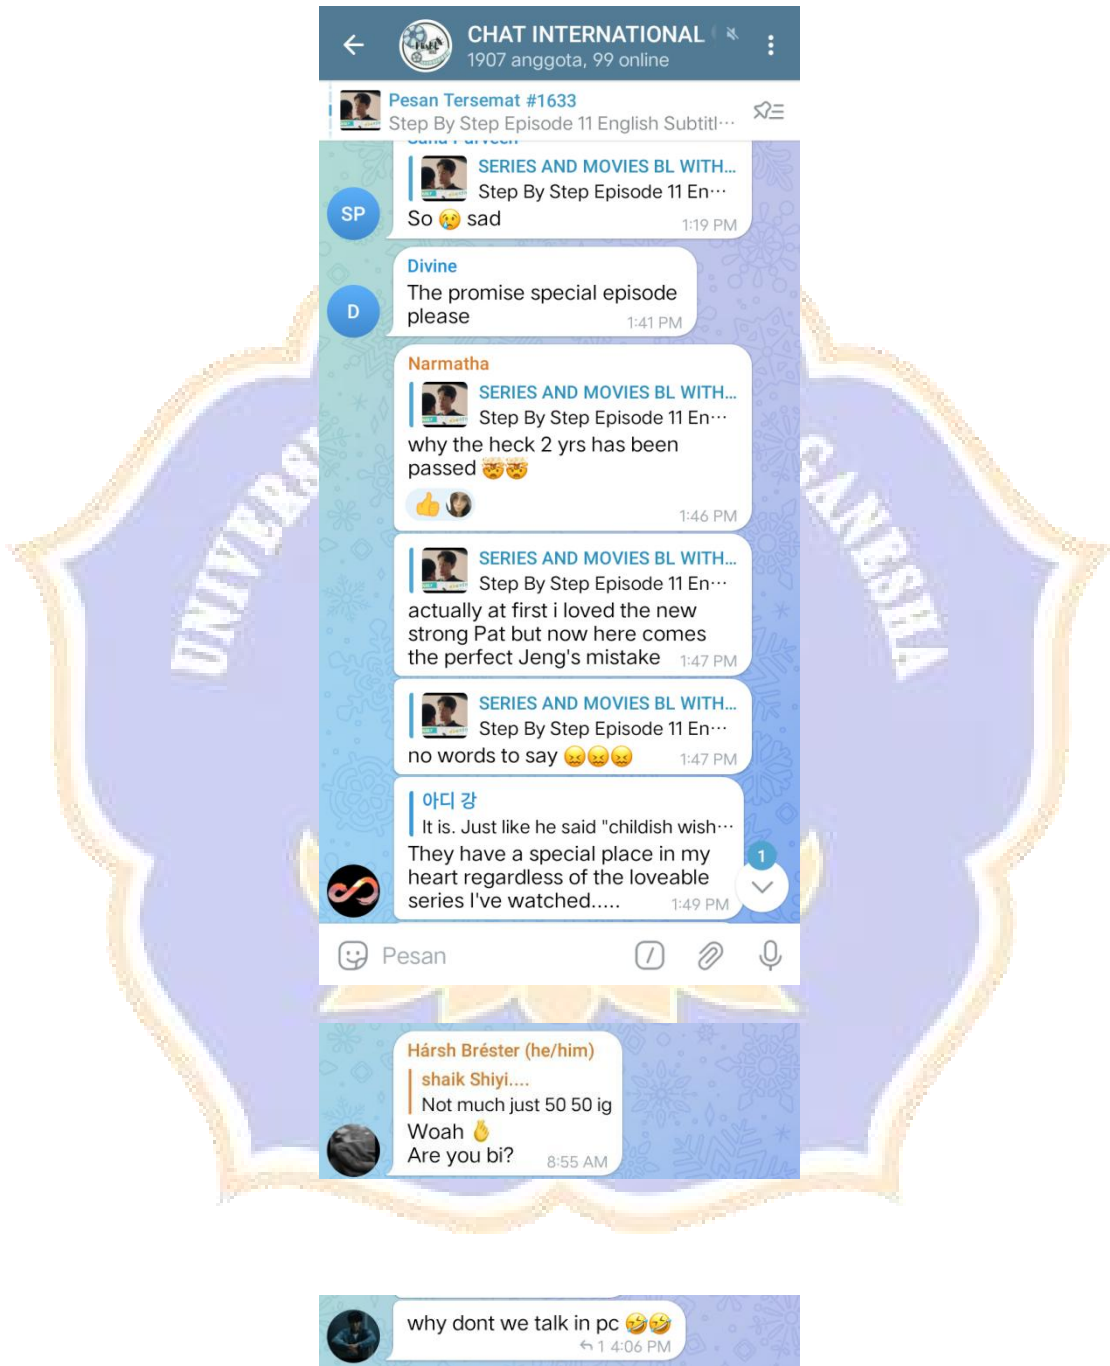 CHAT INTERNATIONAL
1907 anggota, 99 online
Pesan Tersemat #1633
Step By Step Episode 11 English Subtitl···
SERIES AND MOVIES BL WITH...
Step By Step Episode 11 En···
SP
So 😢 sad
1:19 PM
Divine
The promise special episode
please
1:41 PM
D
Narmatha
SERIES AND MOVIES BL WITH...
Step By Step Episode 11 En···
why the heck 2 yrs has been
passed 🤯🤯
👍
1:46 PM
SERIES AND MOVIES BL WITH...
Step By Step Episode 11 En···
actually at first i loved the new
strong Pat but now here comes
the perfect Jeng's mistake 1:47 PM
SERIES AND MOVIES BL WITH...
Step By Step Episode 11 En···
no words to say 😖😖😖 1:47 PM
아디 강
It is. Just like he said "childish wish···
They have a special place in my
heart regardless of the loveable
series I've watched..... 1:49 PM
1
Pesan
Hársh Bréster (he/him)
shaik Shiyi....
Not much just 50 50 ig
Woah 🫰
Are you bi? 8:55 AM
why dont we talk in pc 🤣🤣
1 4:06 PM
GANESHA